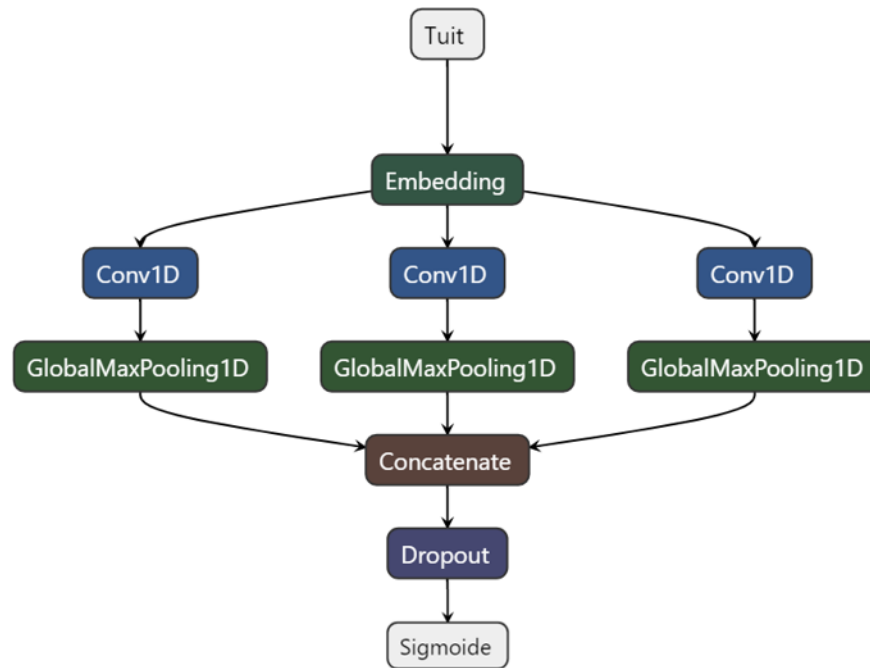 Tuit
Embedding
Conv1D
Conv1D
Conv1D
GlobalMaxPooling1D
GlobalMaxPooling1D
GlobalMaxPooling1D
Concatenate
Dropout
Sigmoide